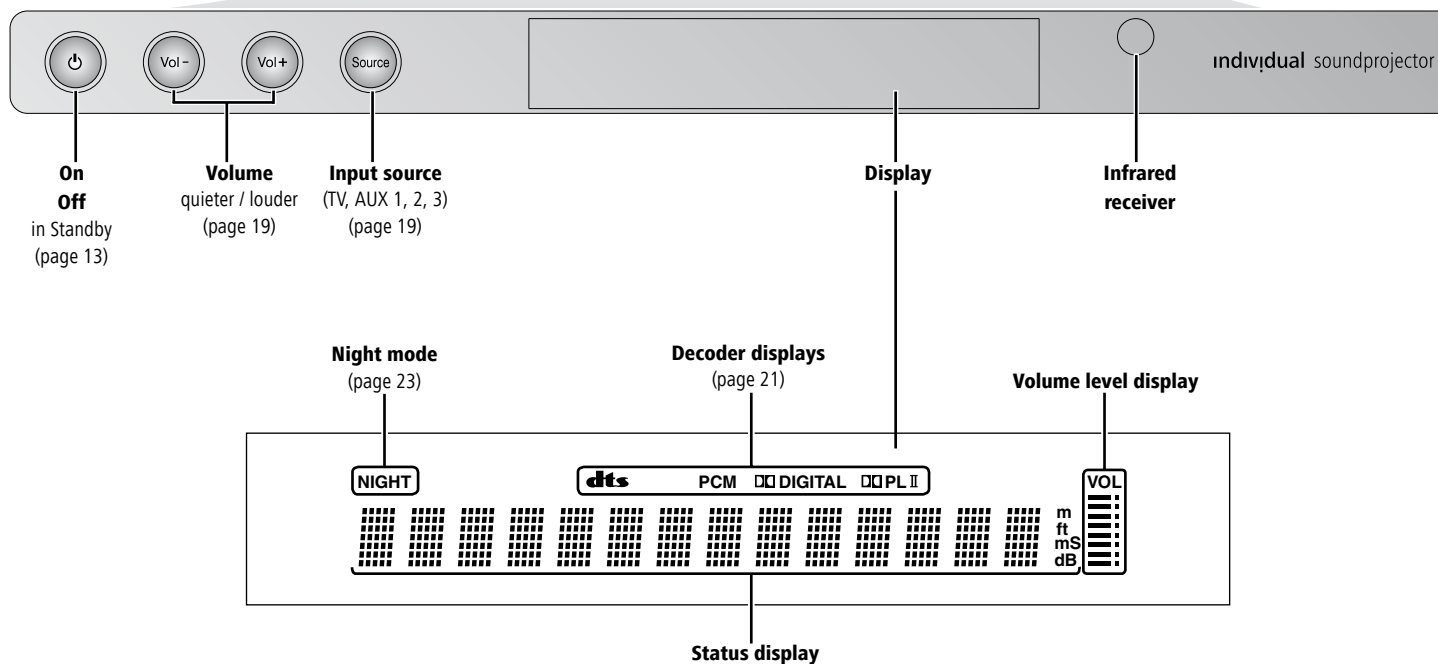 Vol - Vol + Source
ındıvıdual soundprojector
On
Off
in Standby
(page 13)
Volume
quieter / louder
(page 19)
Input source
(TV, AUX 1, 2, 3)
(page 19)
Display
Infrared
receiver
Night mode
(page 23)
Decoder displays
(page 21)
Volume level display
NIGHT
dts PCM DIGITAL PL II
VOL
m
ft
mS
dB
Status display